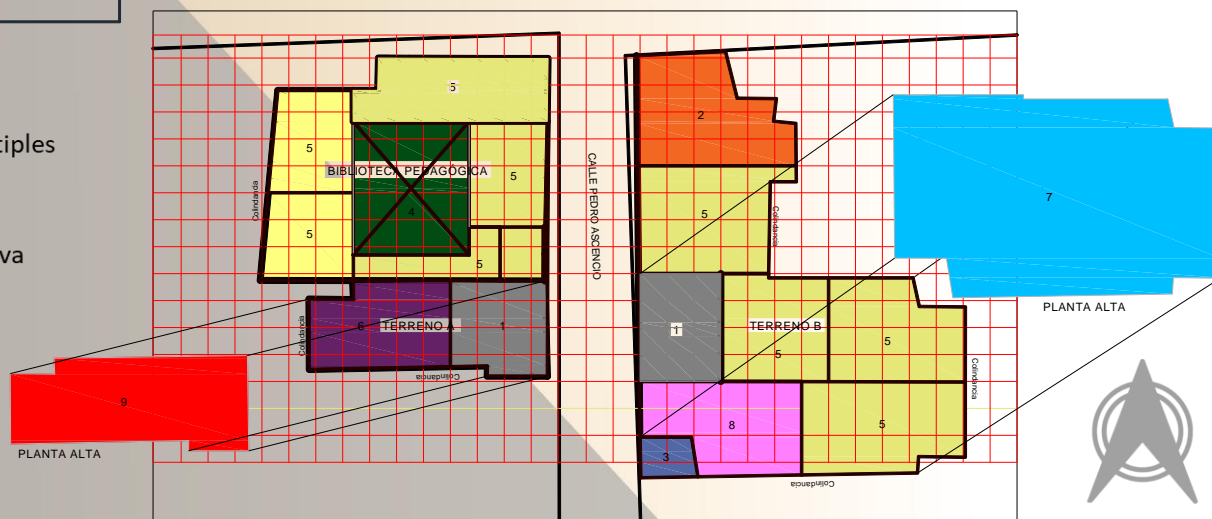 tiples
va
5
5
BIBLIOTECA PEDAGÓGICA
5
4
5
5
Colindancia
6
TERRENO A
1
Colindancia
Colindancia
9
PLANTA ALTA
CALLE PEDRO ASCENCIO
2
5
Colindancia
1
TERRENO B
5
5
5
8
3
Colindancia
Colindancia
7
PLANTA ALTA